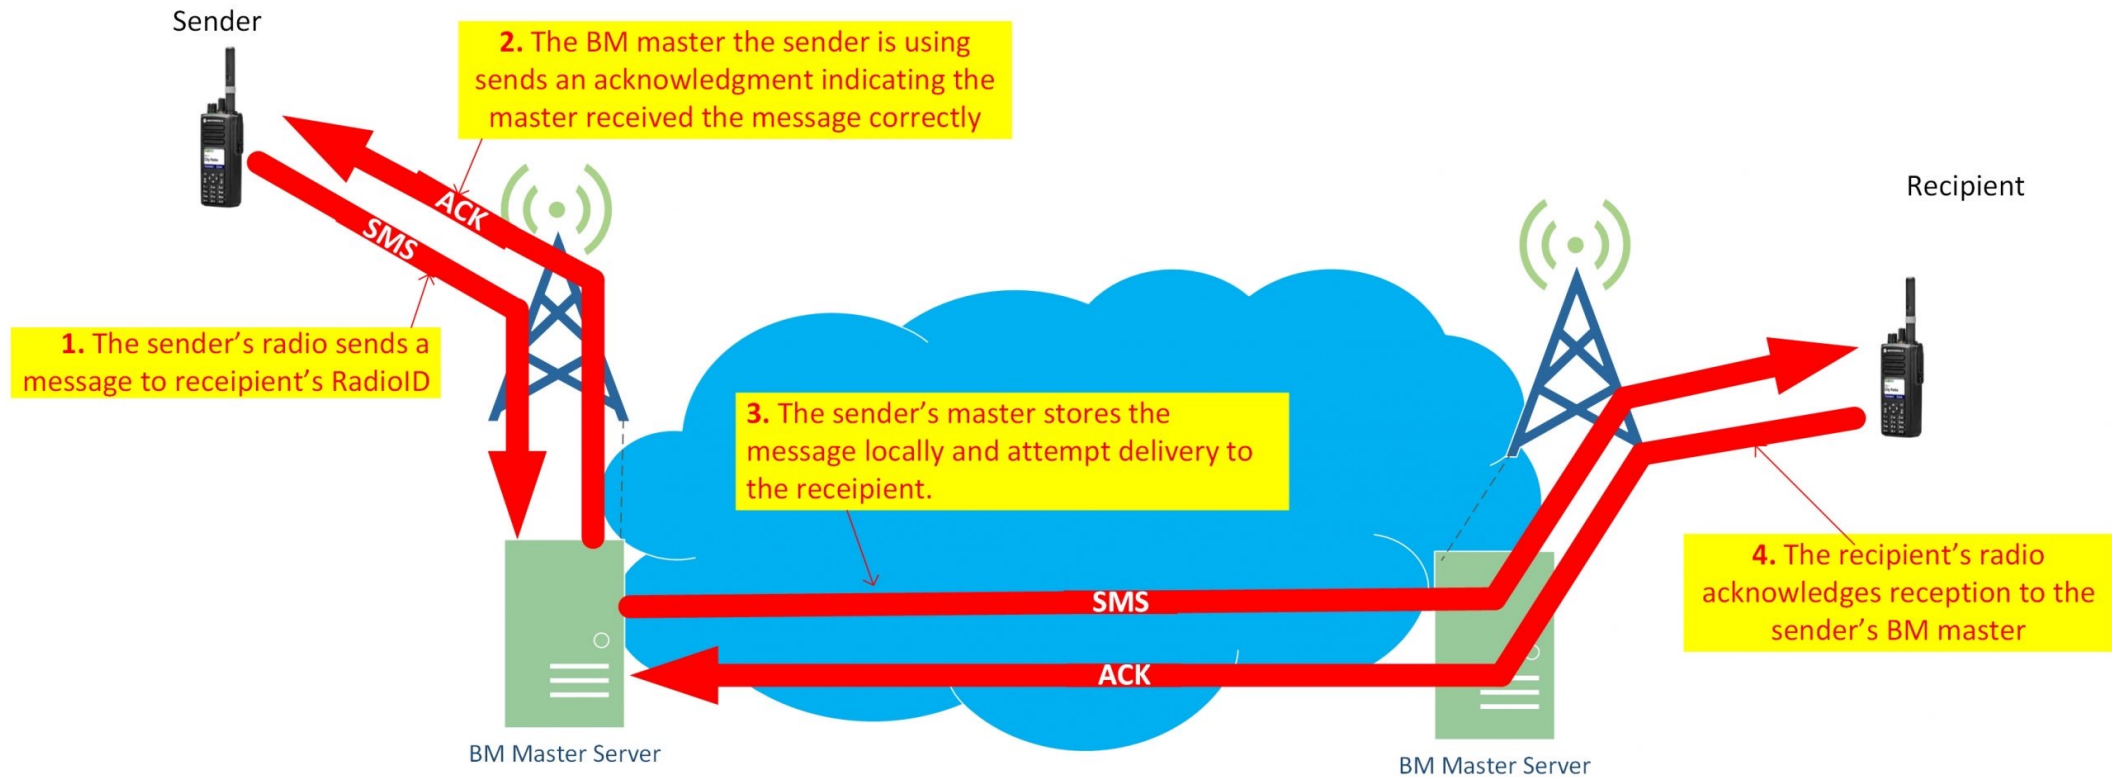 Sender
2. The BM master the sender is using
sends an acknowledgment indicating the
master received the message correctly
Recipient
ACK
SMS
1. The sender's radio sends a
message to receipient's RadioID
3. The sender's master stores the
message locally and attempt delivery to
the receipient.
4. The recipient's radio
acknowledges reception to the
sender's BM master
SMS
ACK
BM Master Server
BM Master Server